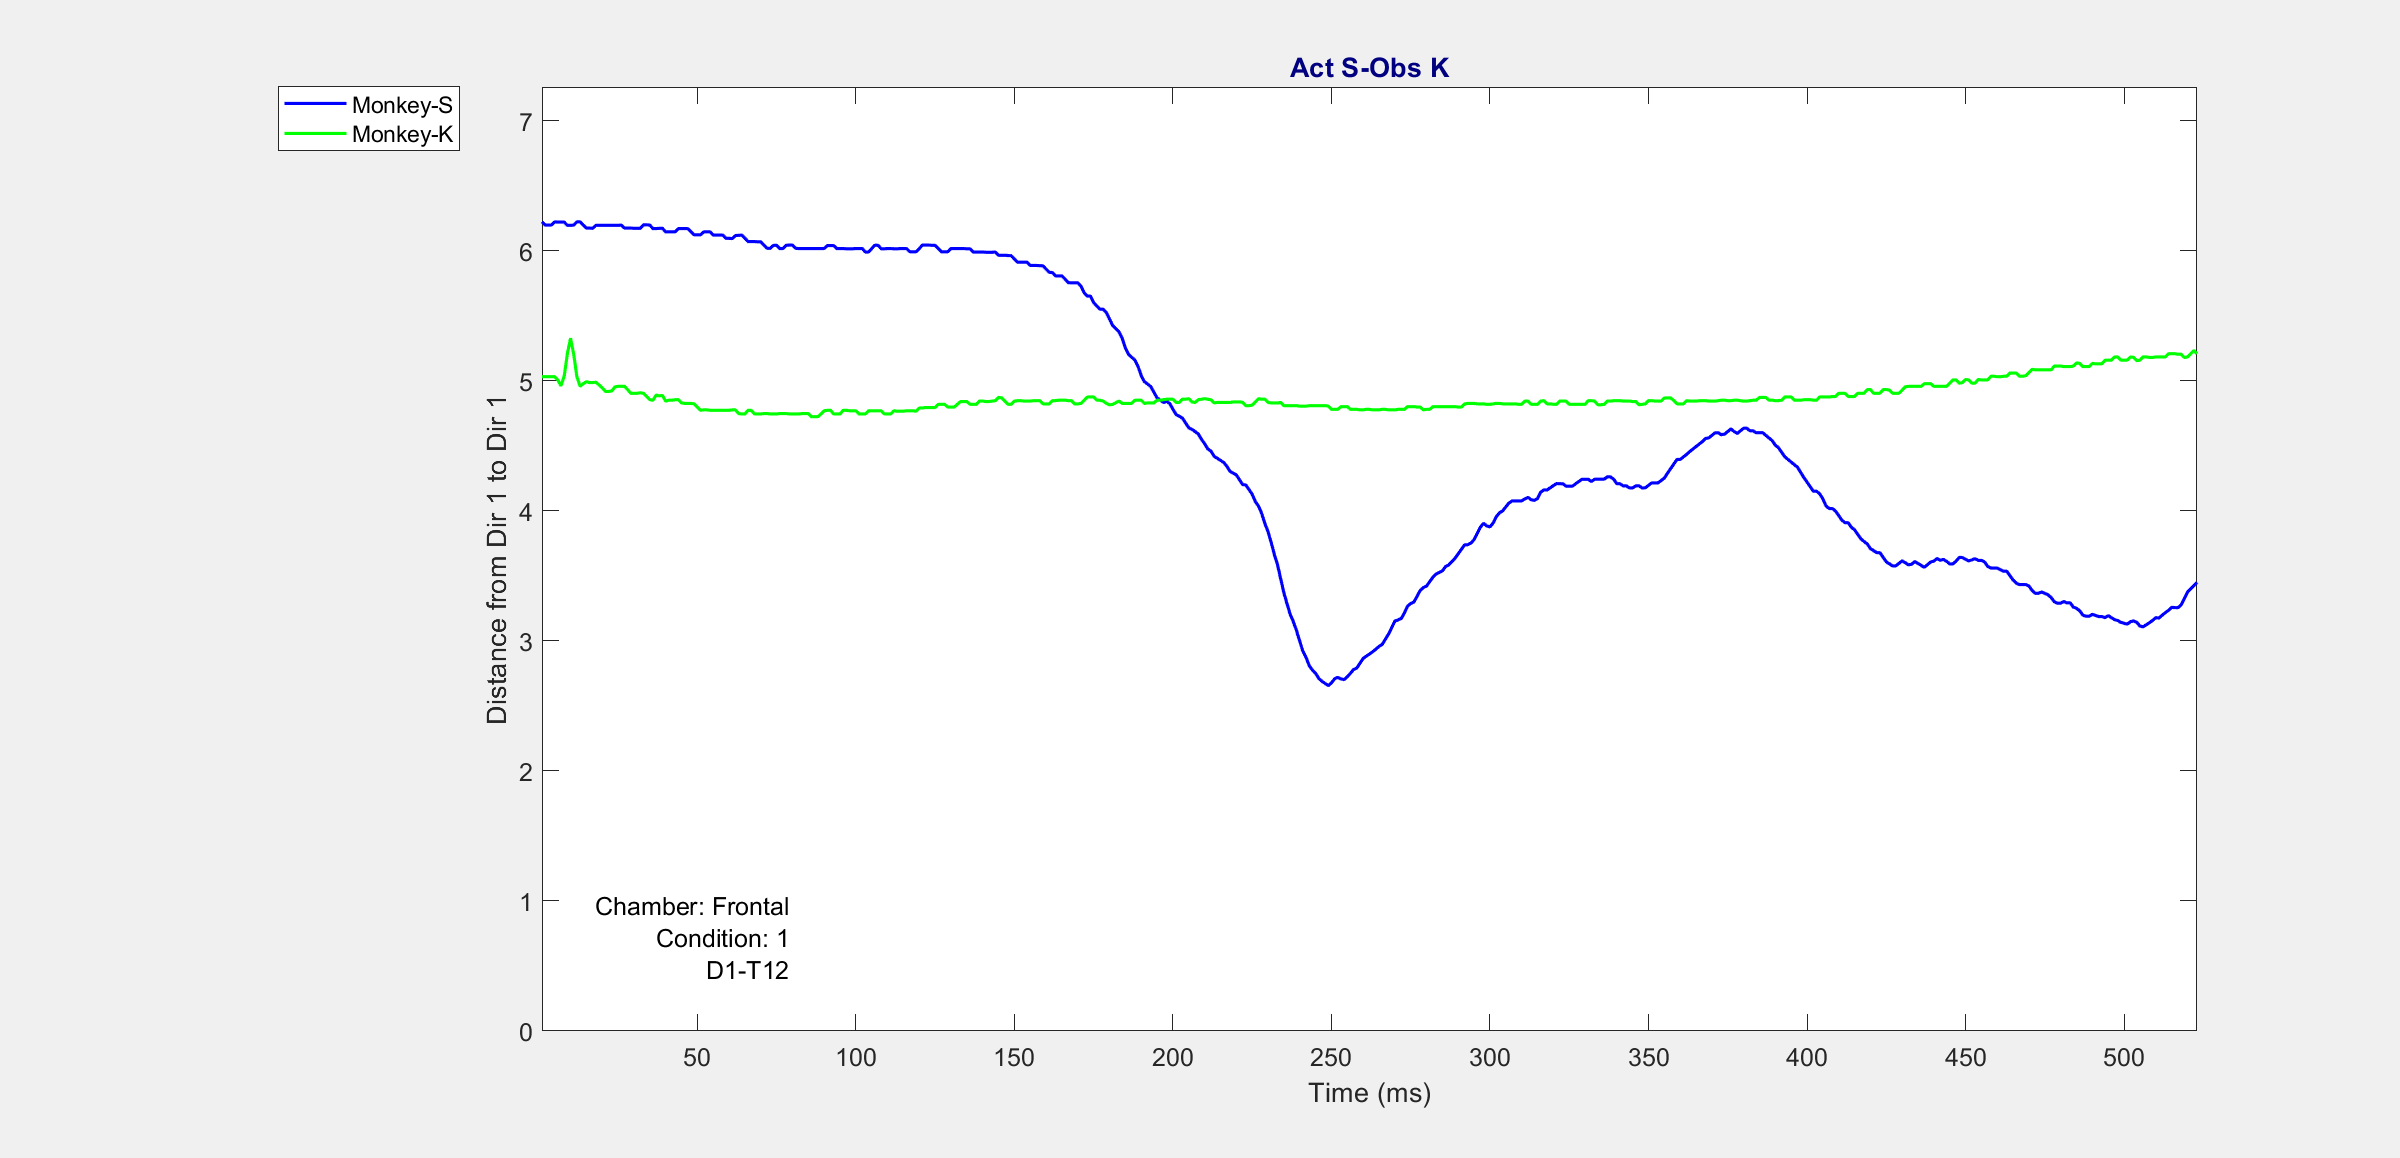 Act S-Obs K
Monkey-S
Monkey-K
Distance from Dir 1 to Dir 1
7
6
5
4
3
2
1
0
Chamber: Frontal
Condition: 1
D1-T12
50 100 150 200 250 300 350 400 450 500
Time (ms)